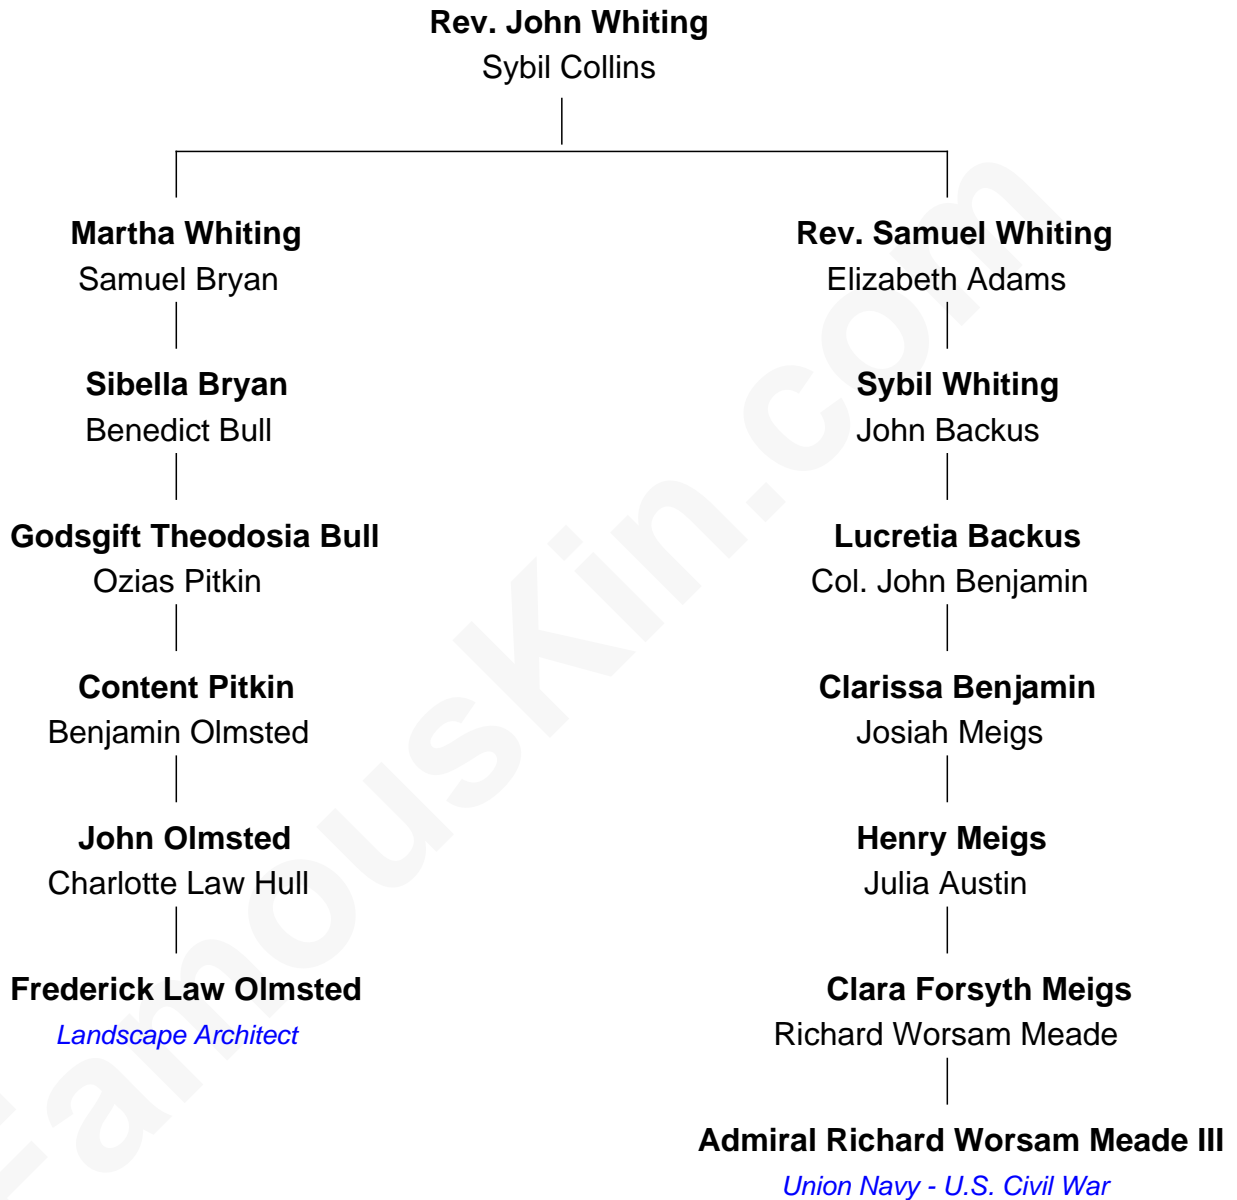 Rev. John Whiting
Sybil Collins
Martha Whiting
Samuel Bryan
Rev. Samuel Whiting
Elizabeth Adams
Sibella Bryan
Benedict Bull
Sybil Whiting
John Backus
Godsgift Theodosia Bull
Ozias Pitkin
Lucretia Backus
Col. John Benjamin
Content Pitkin
Benjamin Olmsted
Clarissa Benjamin
Josiah Meigs
John Olmsted
Charlotte Law Hull
Henry Meigs
Julia Austin
Frederick Law Olmsted
Landscape Architect
Clara Forsyth Meigs
Richard Worsam Meade
Admiral Richard Worsam Meade III
Union Navy - U.S. Civil War
FamousKin.com